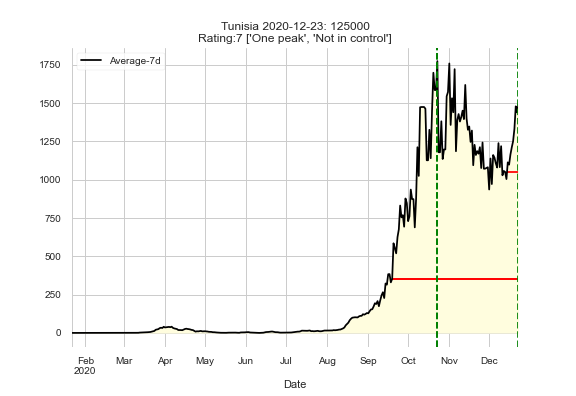 Tunisia 2020-12-23: 125000
Rating:7 ['One peak', 'Not in control']
Average-7d
1750
1500
1250
1000
750
500
250
0
Feb Mar Apr May Jun Jul Aug Sep Oct Nov Dec
2020
Date